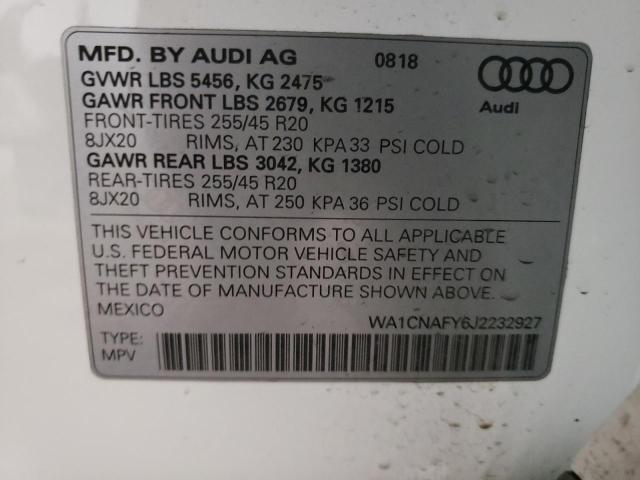 MFD. BY AUDI AG 0818
GVWR LBS 5456, KG 2475
GAWR FRONT LBS 2679, KG 1215
Audi
FRONT-TIRES 255/45 R20
8JX20 RIMS, AT 230 KPA 33 PSI COLD
GAWR REAR LBS 3042, KG 1380
REAR-TIRES 255/45 R20
8JX20 RIMS, AT 250 KPA 36 PSI COLD
THIS VEHICLE CONFORMS TO ALL APPLICABLE
U.S. FEDERAL MOTOR VEHICLE SAFETY AND
THEFT PREVENTION STANDARDS IN EFFECT ON
THE DATE OF MANUFACTURE SHOWN ABOVE.
MEXICO WA1CNAFY6J2232927
TYPE:
MPV